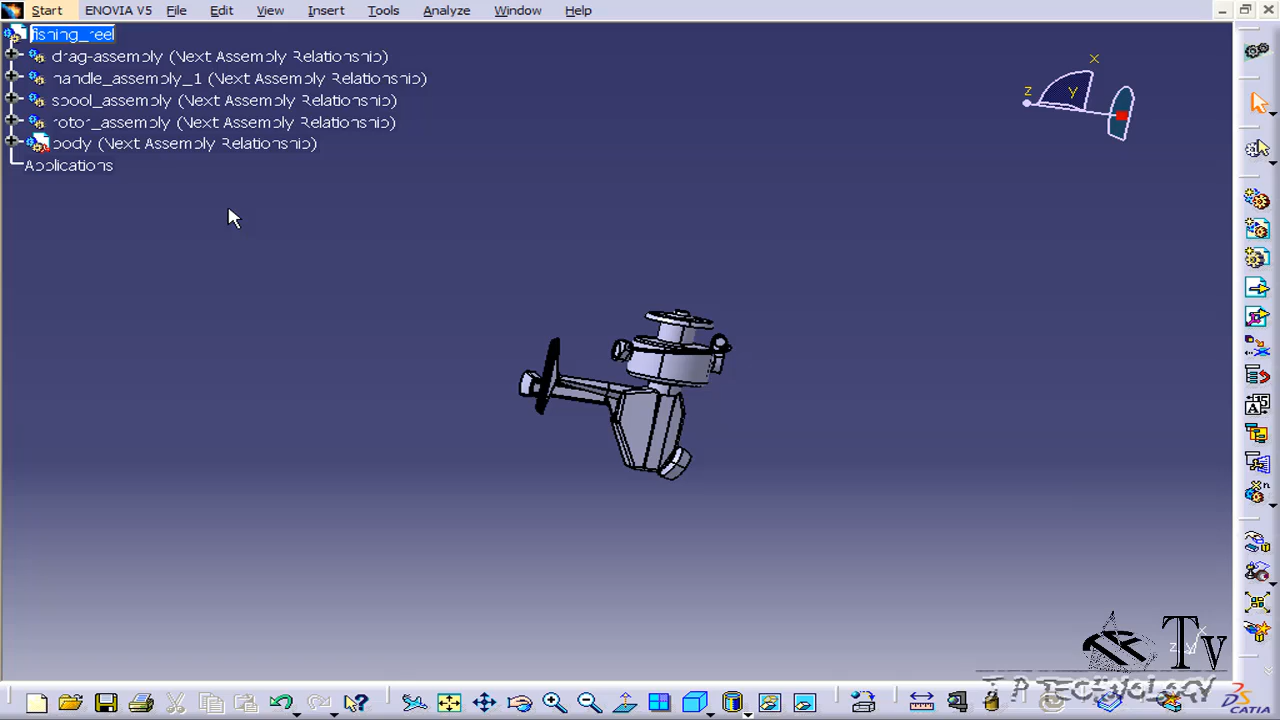 Start ENOVIA V5 File Edit View Insert Tools Analyze Window Help
fishing_reel
drag-assembly (Next Assembly Relationship)
handle_assembly_1 (Next Assembly Relationship)
spool_assembly (Next Assembly Relationship)
rotor_assembly (Next Assembly Relationship)
body (Next Assembly Relationship)
Applications
x
z
y
Tv
TECHNOLOGY
CATIA